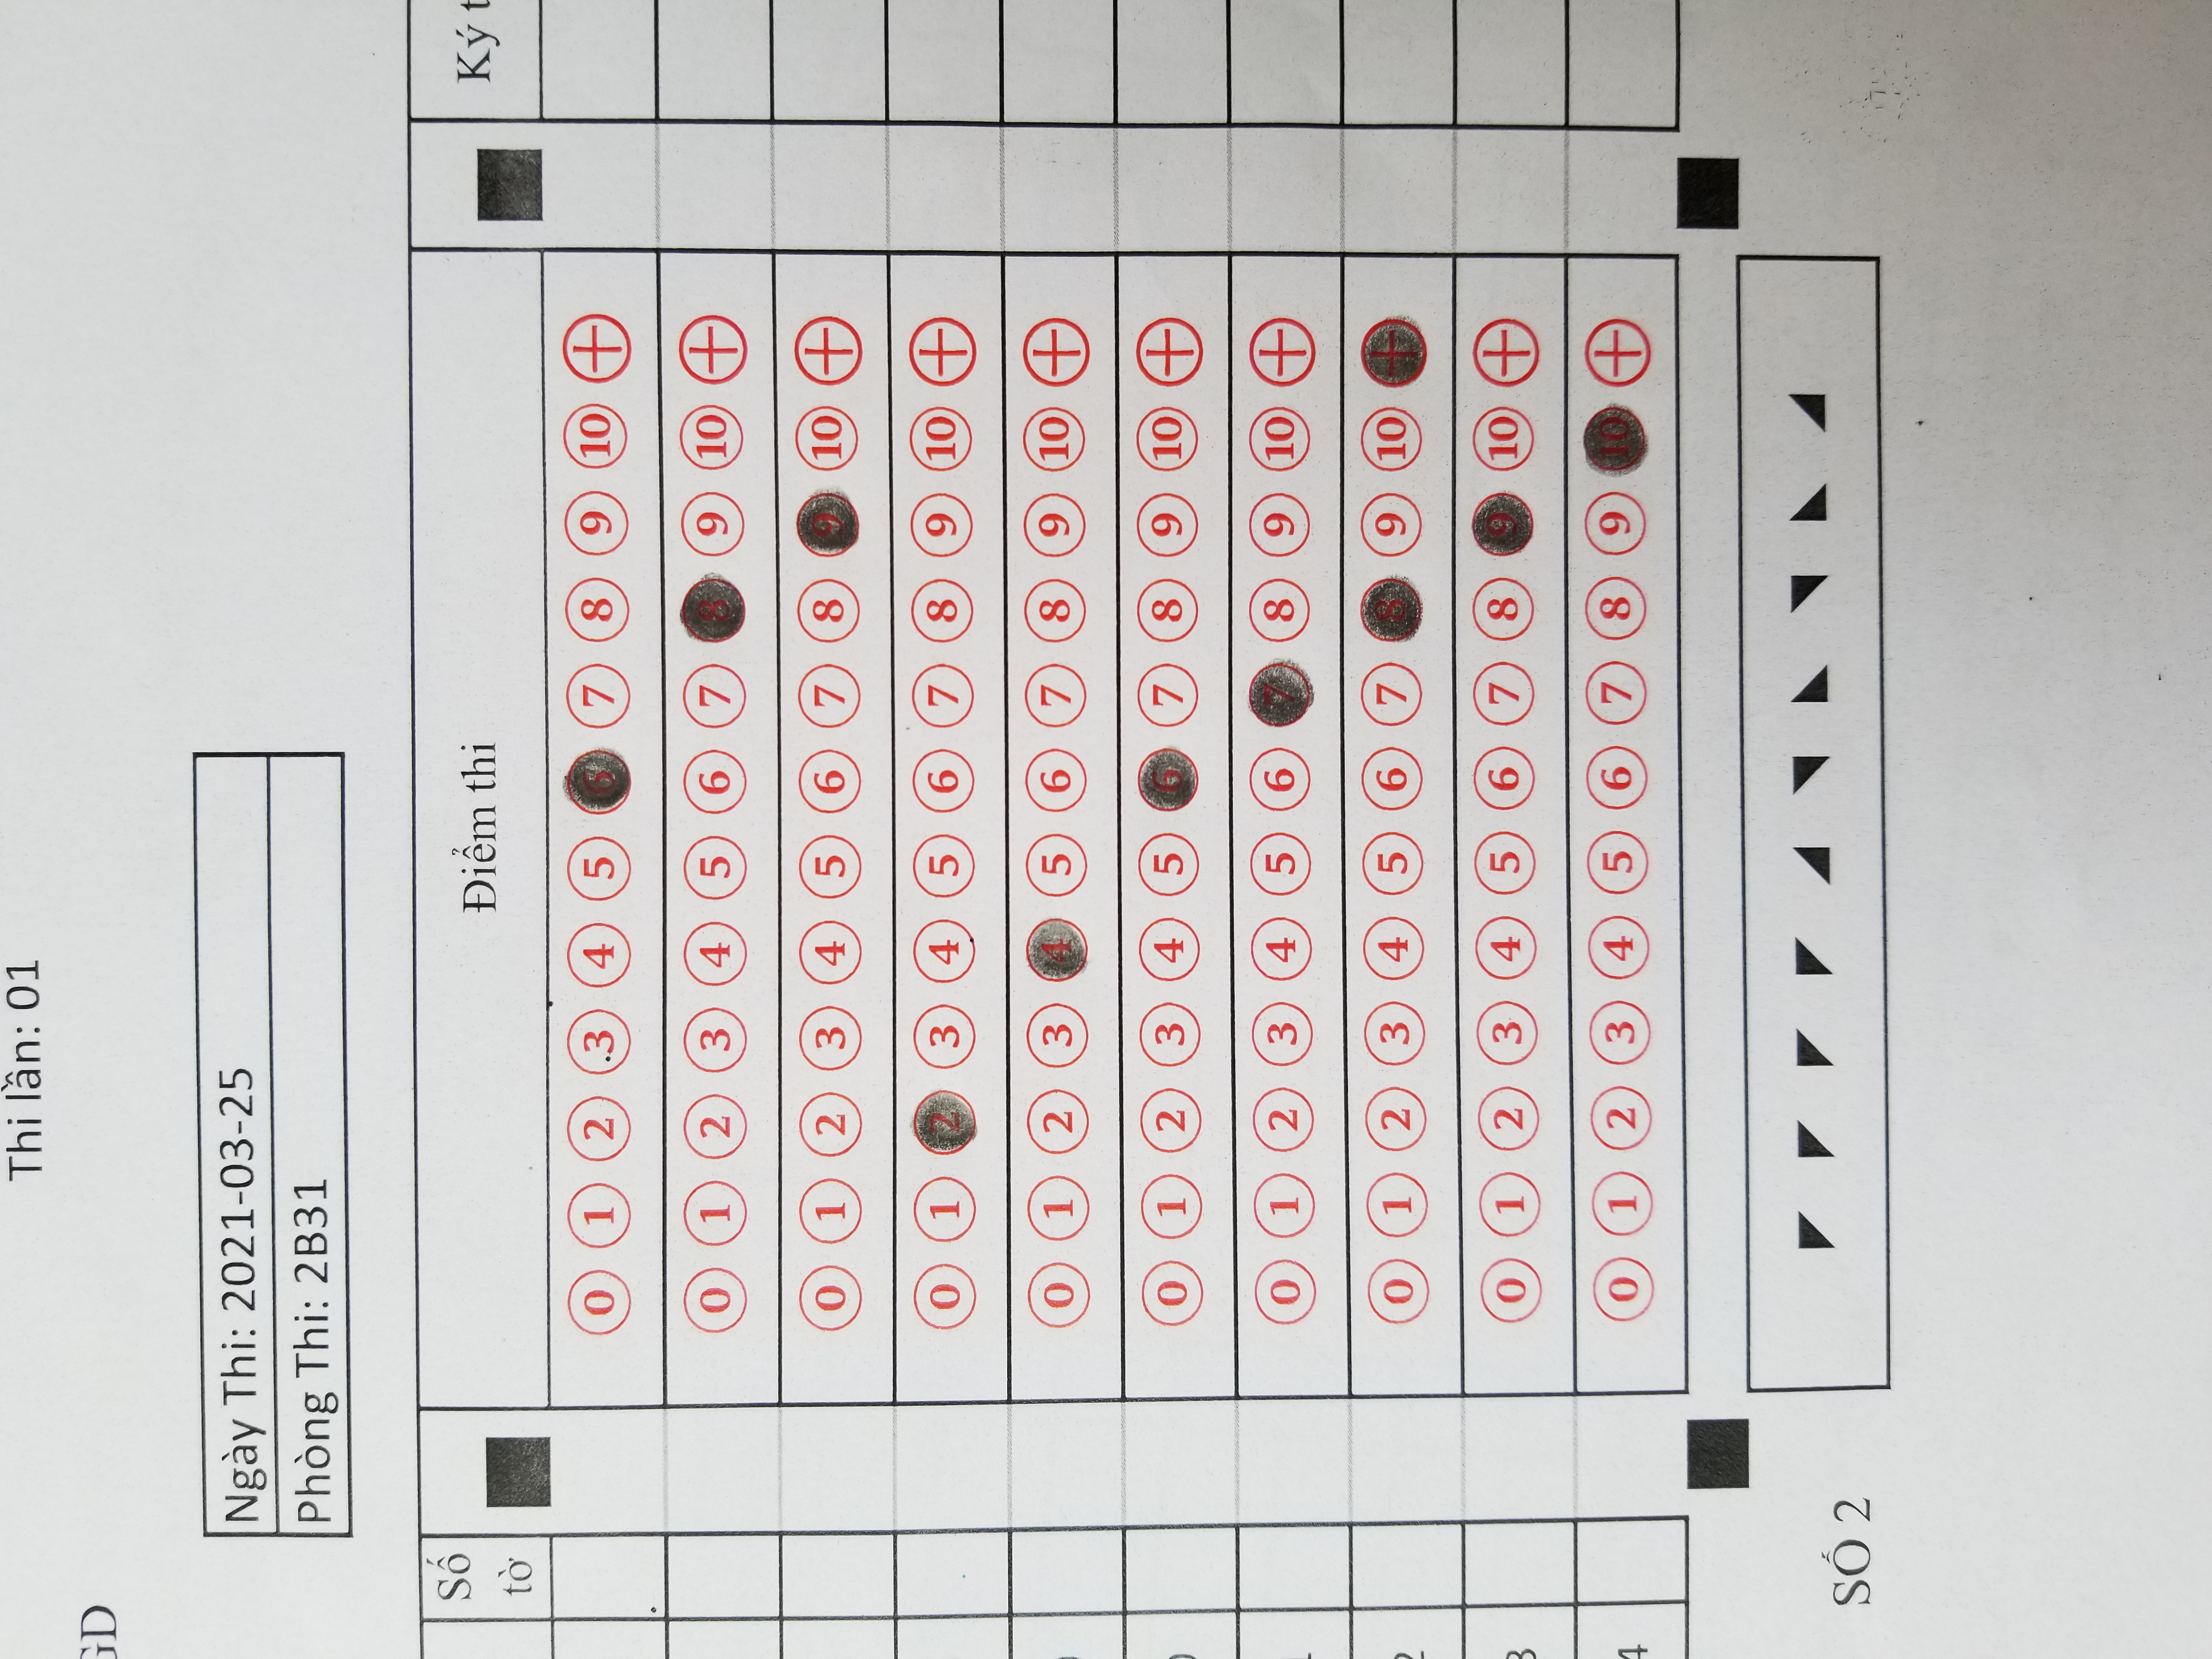 Thi lần: 01
GD
Ngày Thi: 2021-03-25
Phòng Thi: 2B31
Số tờ
Điểm thi
Ký
0 1 2 3 4 5 6 7 8 9 10 +
0 1 2 3 4 5 6 7 8 9 10 +
0 1 2 3 4 5 6 7 8 9 10 +
0 1 2 3 4 5 6 7 8 9 10 +
0 1 2 3 4 5 6 7 8 9 10 +
0 1 2 3 4 5 6 7 8 9 10 +
0 1 2 3 4 5 6 7 8 9 10 +
2 0 1 2 3 4 5 6 7 8 9 10 +
3 0 1 2 3 4 5 6 7 8 9 10 +
4 0 1 2 3 4 5 6 7 8 9 10 +
SỐ 2